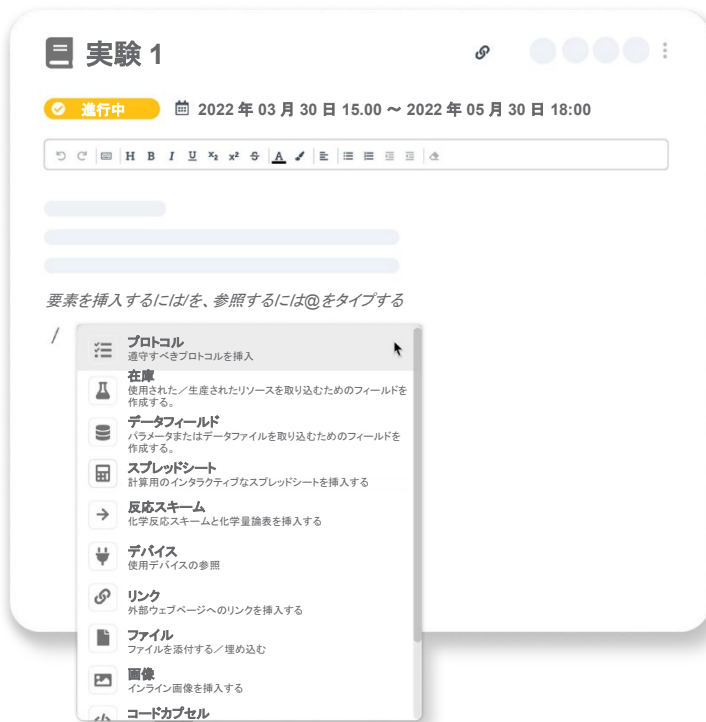 実験 1
進行中
2022 年 03 月 30 日 15.00 ～ 2022 年 05 月 30 日 18:00
H B I U x₂ x² S A
要素を挿入するには/を、参照するには@をタイプする
/
プロトコル
遵守すべきプロトコルを挿入
在庫
使用された／生産されたリソースを取り込むためのフィールドを
作成する。
データフィールド
パラメータまたはデータファイルを取り込むためのフィールドを
作成する。
スプレッドシート
計算用のインタラクティブなスプレッドシートを挿入する
反応スキーム
化学反応スキームと化学量論表を挿入する
デバイス
使用デバイスの参照
リンク
外部ウェブページへのリンクを挿入する
ファイル
ファイルを添付する／埋め込む
画像
インライン画像を挿入する
コードカプセル